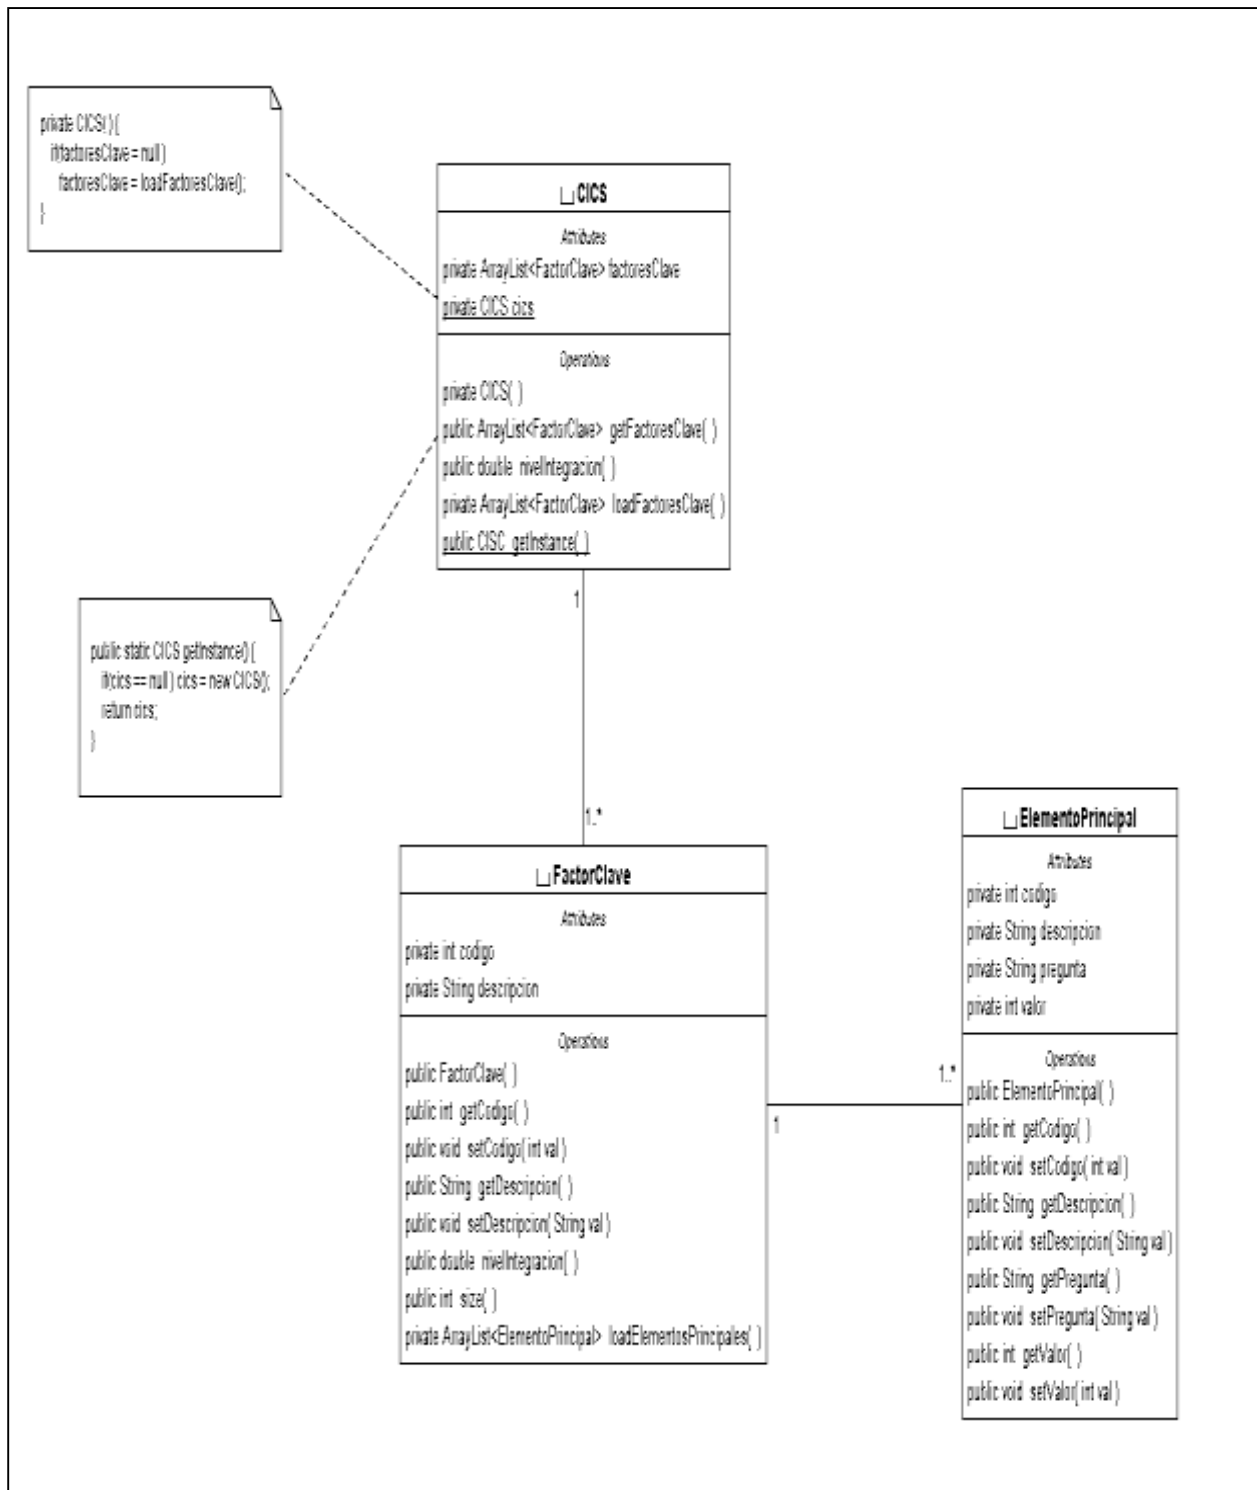 private CICS( ) {
if(factoresClave = null )
factoresClave = loadFactoresClave();
}
CICS
Attributes
private ArrayList<FactorClave> factoresClave
private CICS cics
Operations
private CICS( )
public ArrayList<FactorClave> getFactoresClave( )
public double nivelIntegracion( )
private ArrayList<FactorClave> loadFactoresClave( )
public CISC getInstance( )
1
1..*
public static CICS getInstance() {
if(cics == null ) cics = new CICS();
return cics;
}
FactorClave
Attributes
private int codigo
private String descripcion
Operations
public FactorClave( )
public int getCodigo( )
public void setCodigo( int val )
public String getDescripcion( )
public void setDescripcion( String val )
public double nivelIntegracion( )
public int size( )
private ArrayList<ElementoPrincipal> loadElementosPrincipales( )
1
1..*
ElementoPrincipal
Attributes
private int codigo
private String descripcion
private String pregunta
private int valor
Operations
public ElementoPrincipal( )
public int getCodigo( )
public void setCodigo( int val )
public String getDescripcion( )
public void setDescripcion( String val )
public String getPregunta( )
public void setPregunta( String val )
public int getValor( )
public void setValor( int val )